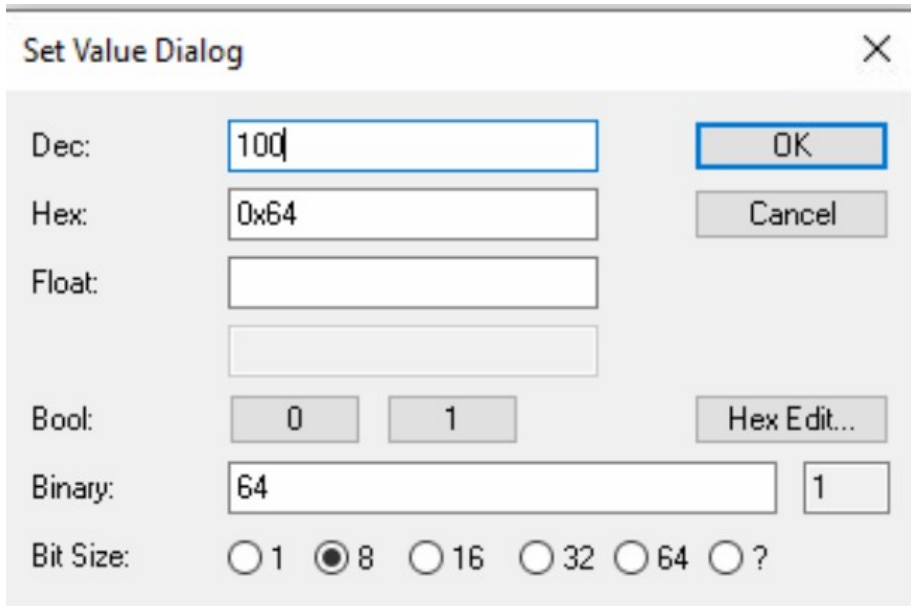 Set Value Dialog
Dec: 100 OK
Hex: 0x64 Cancel
Float:
Bool: 0 1 Hex Edit...
Binary: 64 1
Bit Size: 1 8 16 32 64 ?